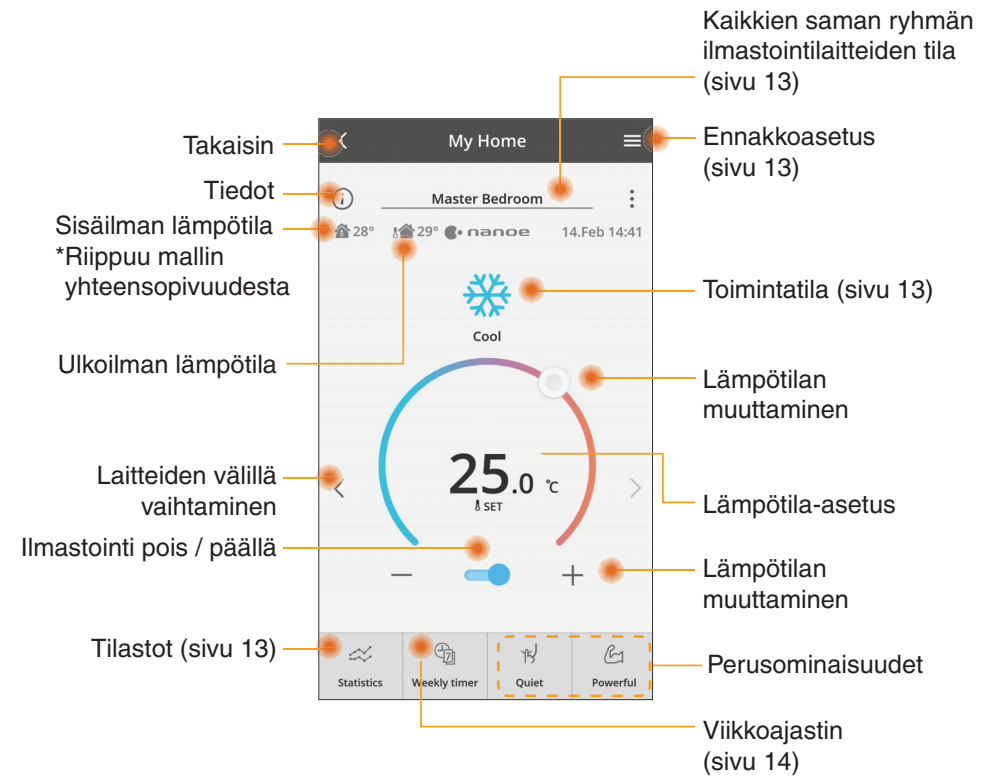 Kaikkien saman ryhmän
ilmastointilaitteiden tila
(sivu 13)
Takaisin
My Home
Ennakkoasetus
(sivu 13)
Tiedot
Master Bedroom
Sisäilman lämpötila
*Riippuu mallin
yhteensopivuudesta
28° 29° nanoe 14.Feb 14:41
Toimintatila (sivu 13)
Cool
Ulkoilman lämpötila
Lämpötilan
muuttaminen
Laitteiden välillä
vaihtaminen
25.0 °C
SET
Lämpötila-asetus
Ilmastointi pois / päällä
− +
Lämpötilan
muuttaminen
Tilastot (sivu 13)
7
Statistics Weekly timer Quiet Powerful
Perusominaisuudet
Viikkoajastin
(sivu 14)